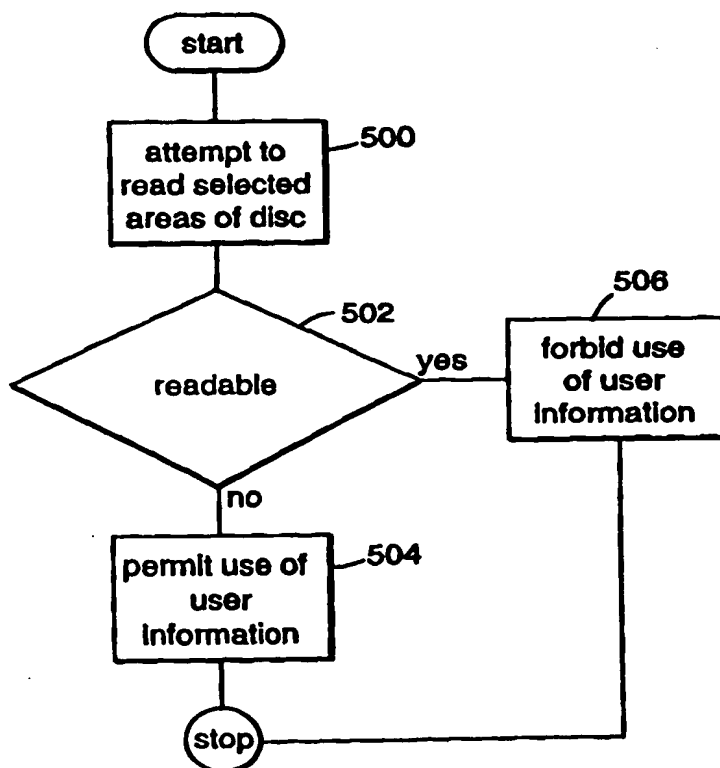 start
500
attempt to
read selected
areas of disc
502
readable
yes
506
forbid use
of user
information
no
504
permit use of
user
information
stop